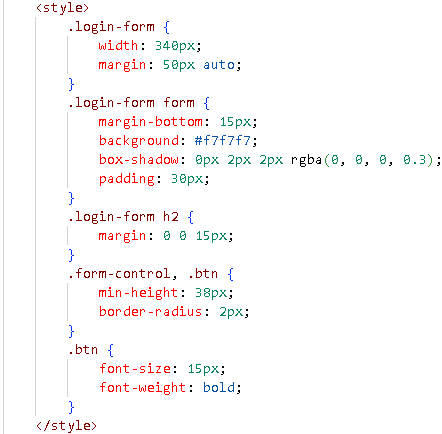 <style>
.login-form {
width: 340px;
margin: 50px auto;
}
.login-form form {
margin-bottom: 15px;
background: #f7f7f7;
box-shadow: 0px 2px 2px rgba(0, 0, 0, 0.3);
padding: 30px;
}
.login-form h2 {
margin: 0 0 15px;
}
.form-control, .btn {
min-height: 38px;
border-radius: 2px;
}
.btn {
font-size: 15px;
font-weight: bold;
}
</style>